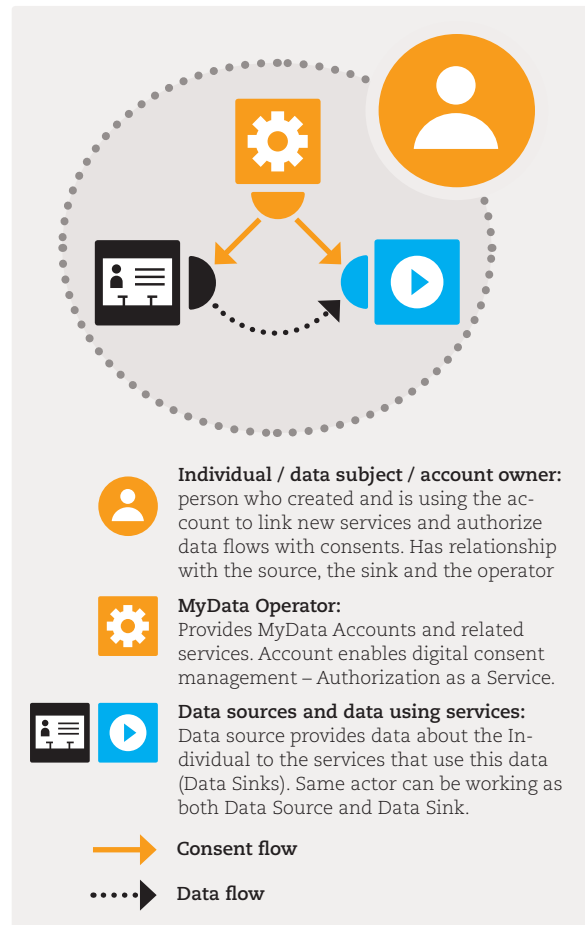 Individual / data subject / account owner:
person who created and is using the ac-
count to link new services and authorize
data flows with consents. Has relationship
with the source, the sink and the operator
MyData Operator:
Provides MyData Accounts and related
services. Account enables digital consent
management – Authorization as a Service.
Data sources and data using services:
Data source provides data about the In-
dividual to the services that use this data
(Data Sinks). Same actor can be working as
both Data Source and Data Sink.
Consent flow
Data flow